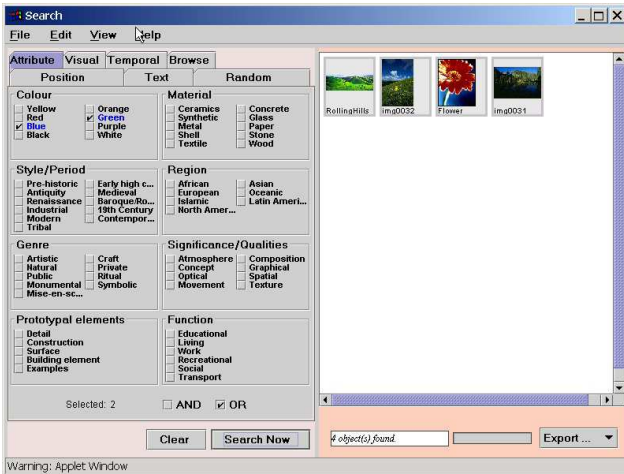 Search
File Edit View Help
Attribute Visual Temporal Browse
Position Text Random
Colour
Yellow Orange
Red Green
Blue Purple
Black White
Material
Ceramics Concrete
Synthetic Glass
Metal Paper
Shell Stone
Textile Wood
Style/Period
Pre-historic Early high c...
Antiquity Medieval
Renaissance Baroque/Ro...
Industrial 19th Century
Modern Contempor...
Tribal
Region
African Asian
European Oceanic
Islamic Latin Ameri...
North Amer...
Genre
Artistic Craft
Natural Private
Public Ritual
Monumental Symbolic
Mise-en-sc...
Significance/Qualities
Atmosphere Composition
Concept Graphical
Optical Spatial
Movement Texture
Prototypal elements
Detail
Construction
Surface
Building element
Examples
Function
Educational
Living
Work
Recreational
Social
Transport
Selected: 2 AND OR
Clear Search Now
RollingHills img0032 Flower img0031
4 object(s) found. Export ...
Warning: Applet Window